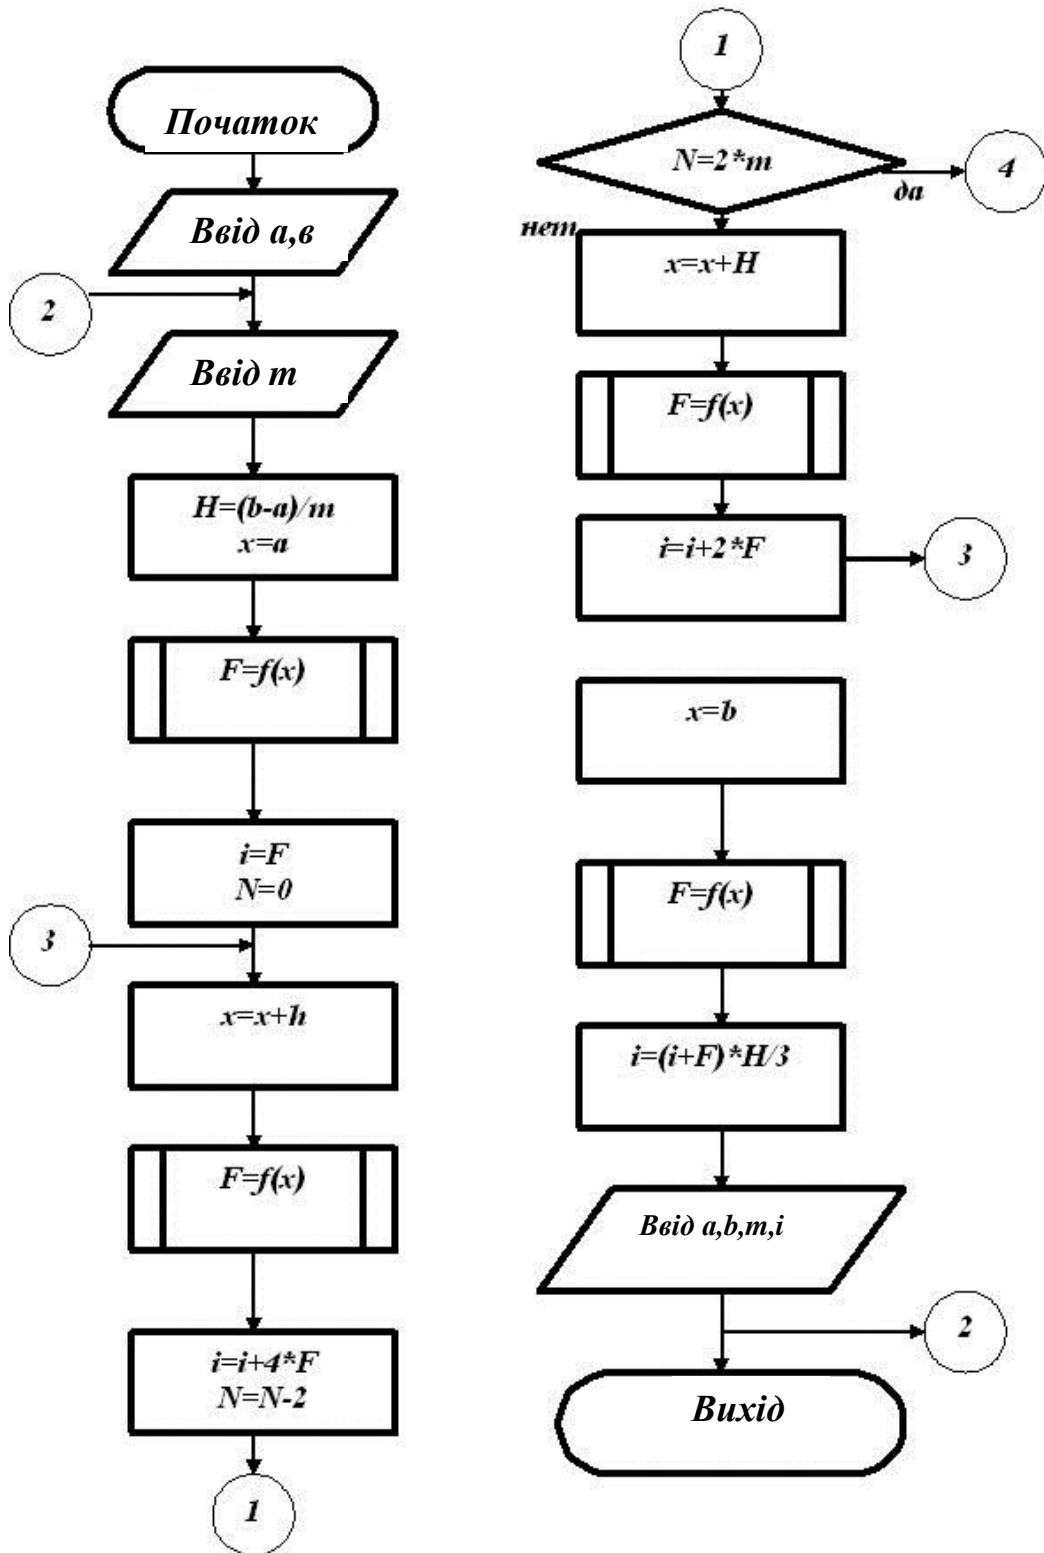 Початок
Ввід а,в
2
Ввід m
H=(b-a)/m
x=a
F=f(x)
i=F
N=0
3
x=x+h
F=f(x)
i=i+4*F
N=N-2
1
1
N=2*m
да
4
нет
x=x+H
F=f(x)
i=i+2*F
3
x=b
F=f(x)
i=(i+F)*H/3
Ввід a,b,m,i
2
Вихід